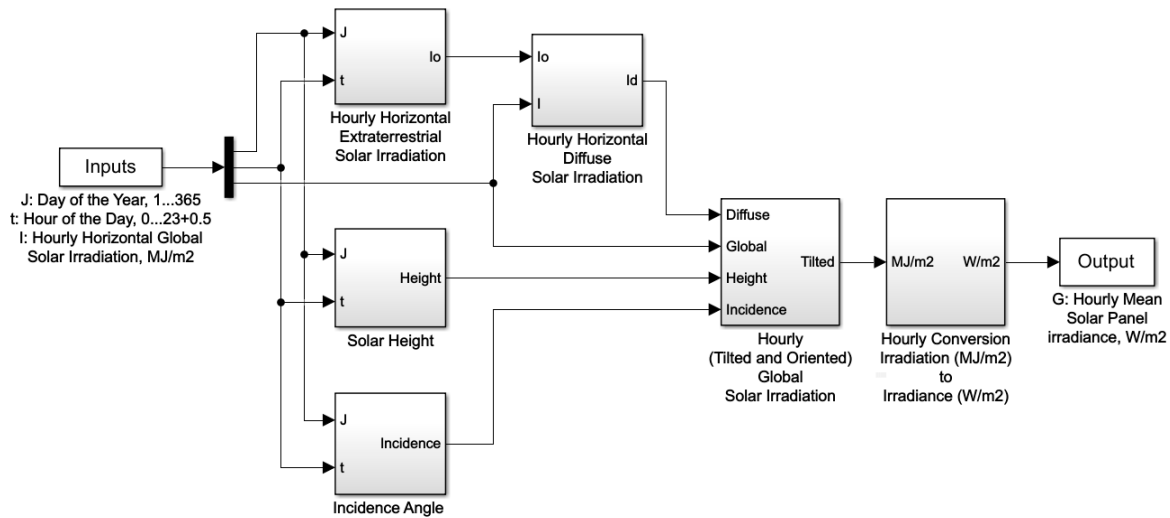 Inputs
J: Day of the Year, 1...365
t: Hour of the Day, 0...23+0.5
I: Hourly Horizontal Global
Solar Irradiation, MJ/m2
J
t
Io
Hourly Horizontal
Extraterrestrial
Solar Irradiation
Io
I
Id
Hourly Horizontal
Diffuse
Solar Irradiation
J
t
Height
Solar Height
J
t
Incidence
Incidence Angle
Diffuse
Global
Height
Incidence
Tilted
Hourly
(Tilted and Oriented)
Global
Solar Irradiation
MJ/m2
W/m2
Hourly Conversion
Irradiation (MJ/m2)
to
Irradiance (W/m2)
Output
G: Hourly Mean
Solar Panel
irradiance, W/m2